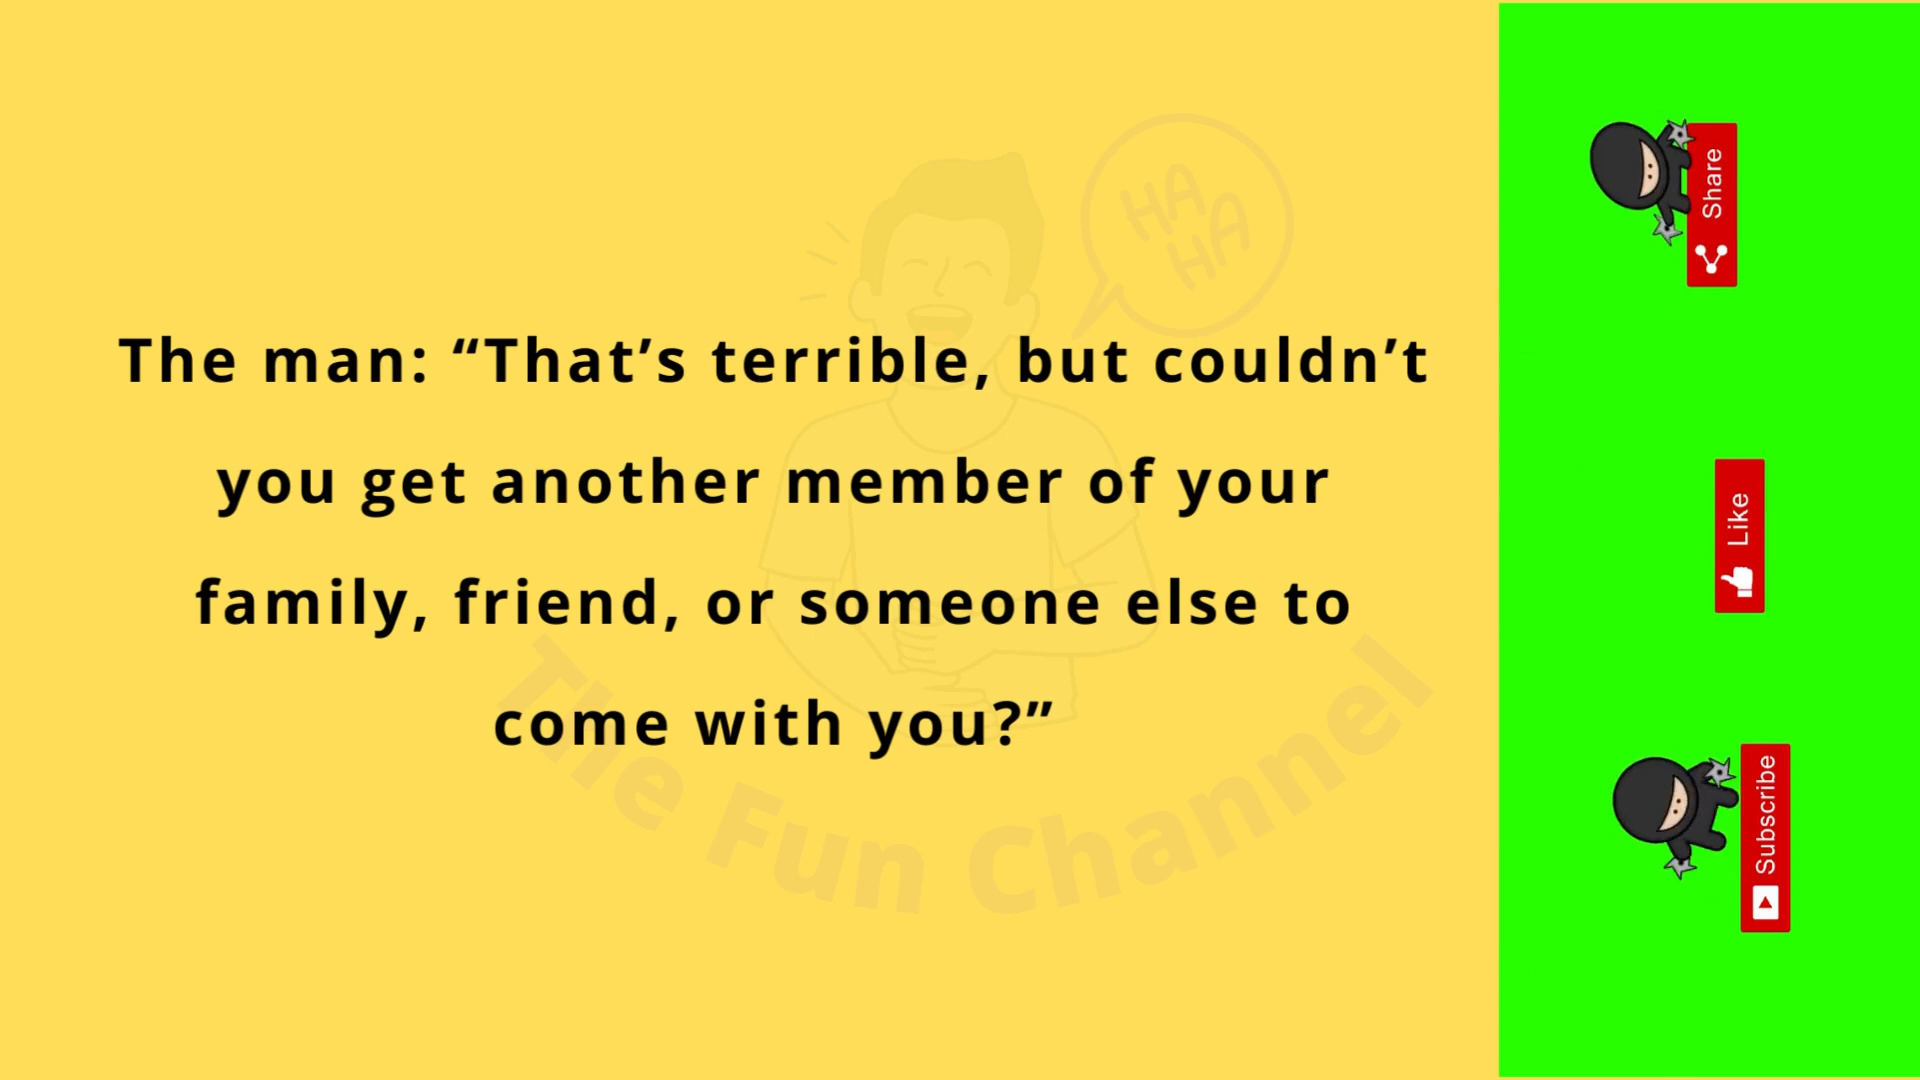 The man: “That’s terrible, but couldn’t
you get another member of your
family, friend, or someone else to
come with you?”
HA
HA
The Fun Channel
Share
Like
Subscribe